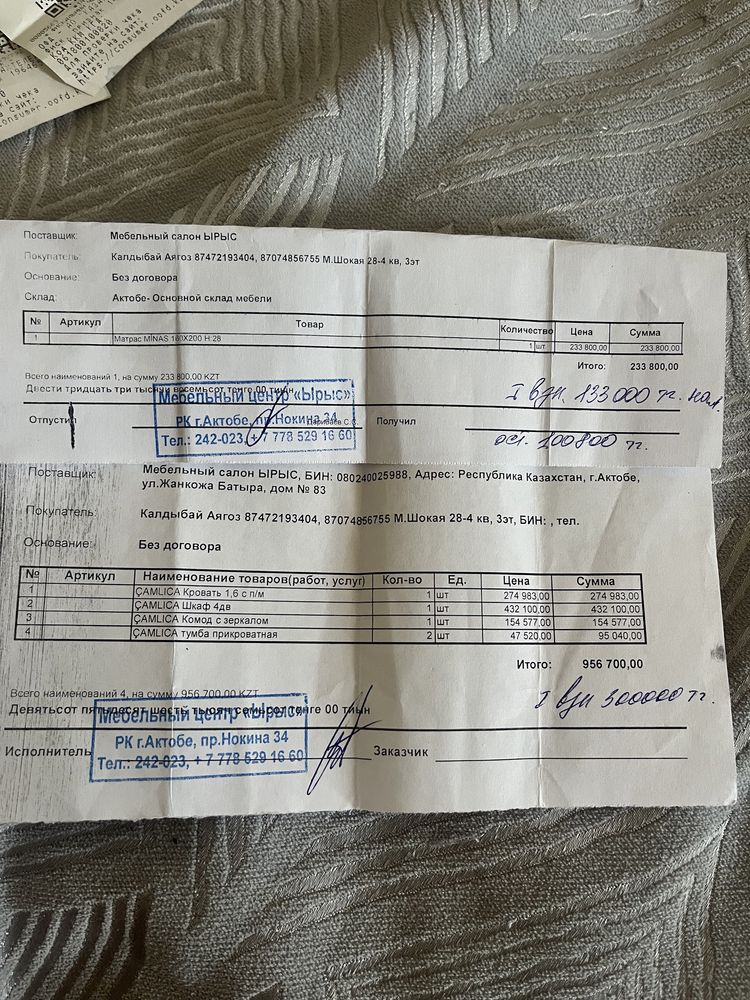 https://consumer.oofd.k
Поставщик: Мебельный салон ЫРЫС
Покупатель: Калдыбай Аягоз 87472193404, 87074856755 М.Шокая 28-4 кв, 3эт
Основание: Без договора
Склад: Актобе- Основной склад мебели
№ Артикул Товар Количество Цена Сумма
1 Матрас MINAS 160X200 H:28 1 шт 233 800,00 233 800,00
Итого: 233 800,00
Всего наименований 1, на сумму 233 800,00 KZT
Двести тридцать три тысячи восемьсот тенге 00 тиын
I взн. 133 000 тг. нал.
Мебельный центр «Ырыс»
РК г.Актобе, пр.Нокина 34
Тел.: 242-023, + 7 778 529 16 60
Отпустил Получил
ост. 100800 тг.
Поставщик: Мебельный салон ЫРЫС, БИН: 080240025988, Адрес: Республика Казахстан, г.Актобе,
ул.Жанкожа Батыра, дом № 83
Покупатель: Калдыбай Аягоз 87472193404, 87074856755 М.Шокая 28-4 кв, 3эт, БИН: , тел.
Основание: Без договора
№ Артикул Наименование товаров(работ, услуг) Кол-во Ед. Цена Сумма
1 ÇAMLICA Кровать 1,6 с п/м 1 шт 274 983,00 274 983,00
2 ÇAMLICA Шкаф 4дв 1 шт 432 100,00 432 100,00
3 ÇAMLICA Комод с зеркалом 1 шт 154 577,00 154 577,00
4 ÇAMLICA тумба прикроватная 2 шт 47 520,00 95 040,00
Итого: 956 700,00
Всего наименований 4, на сумму 956 700,00 KZT
I взн 500000 тг.
Девятьсот пятьдесят шесть тысяч семьсот тенге 00 тиын
Мебельный центр «Ырыс»
РК г.Актобе, пр.Нокина 34
Тел.: 242-023, + 7 778 529 16 60
Исполнитель Заказчик